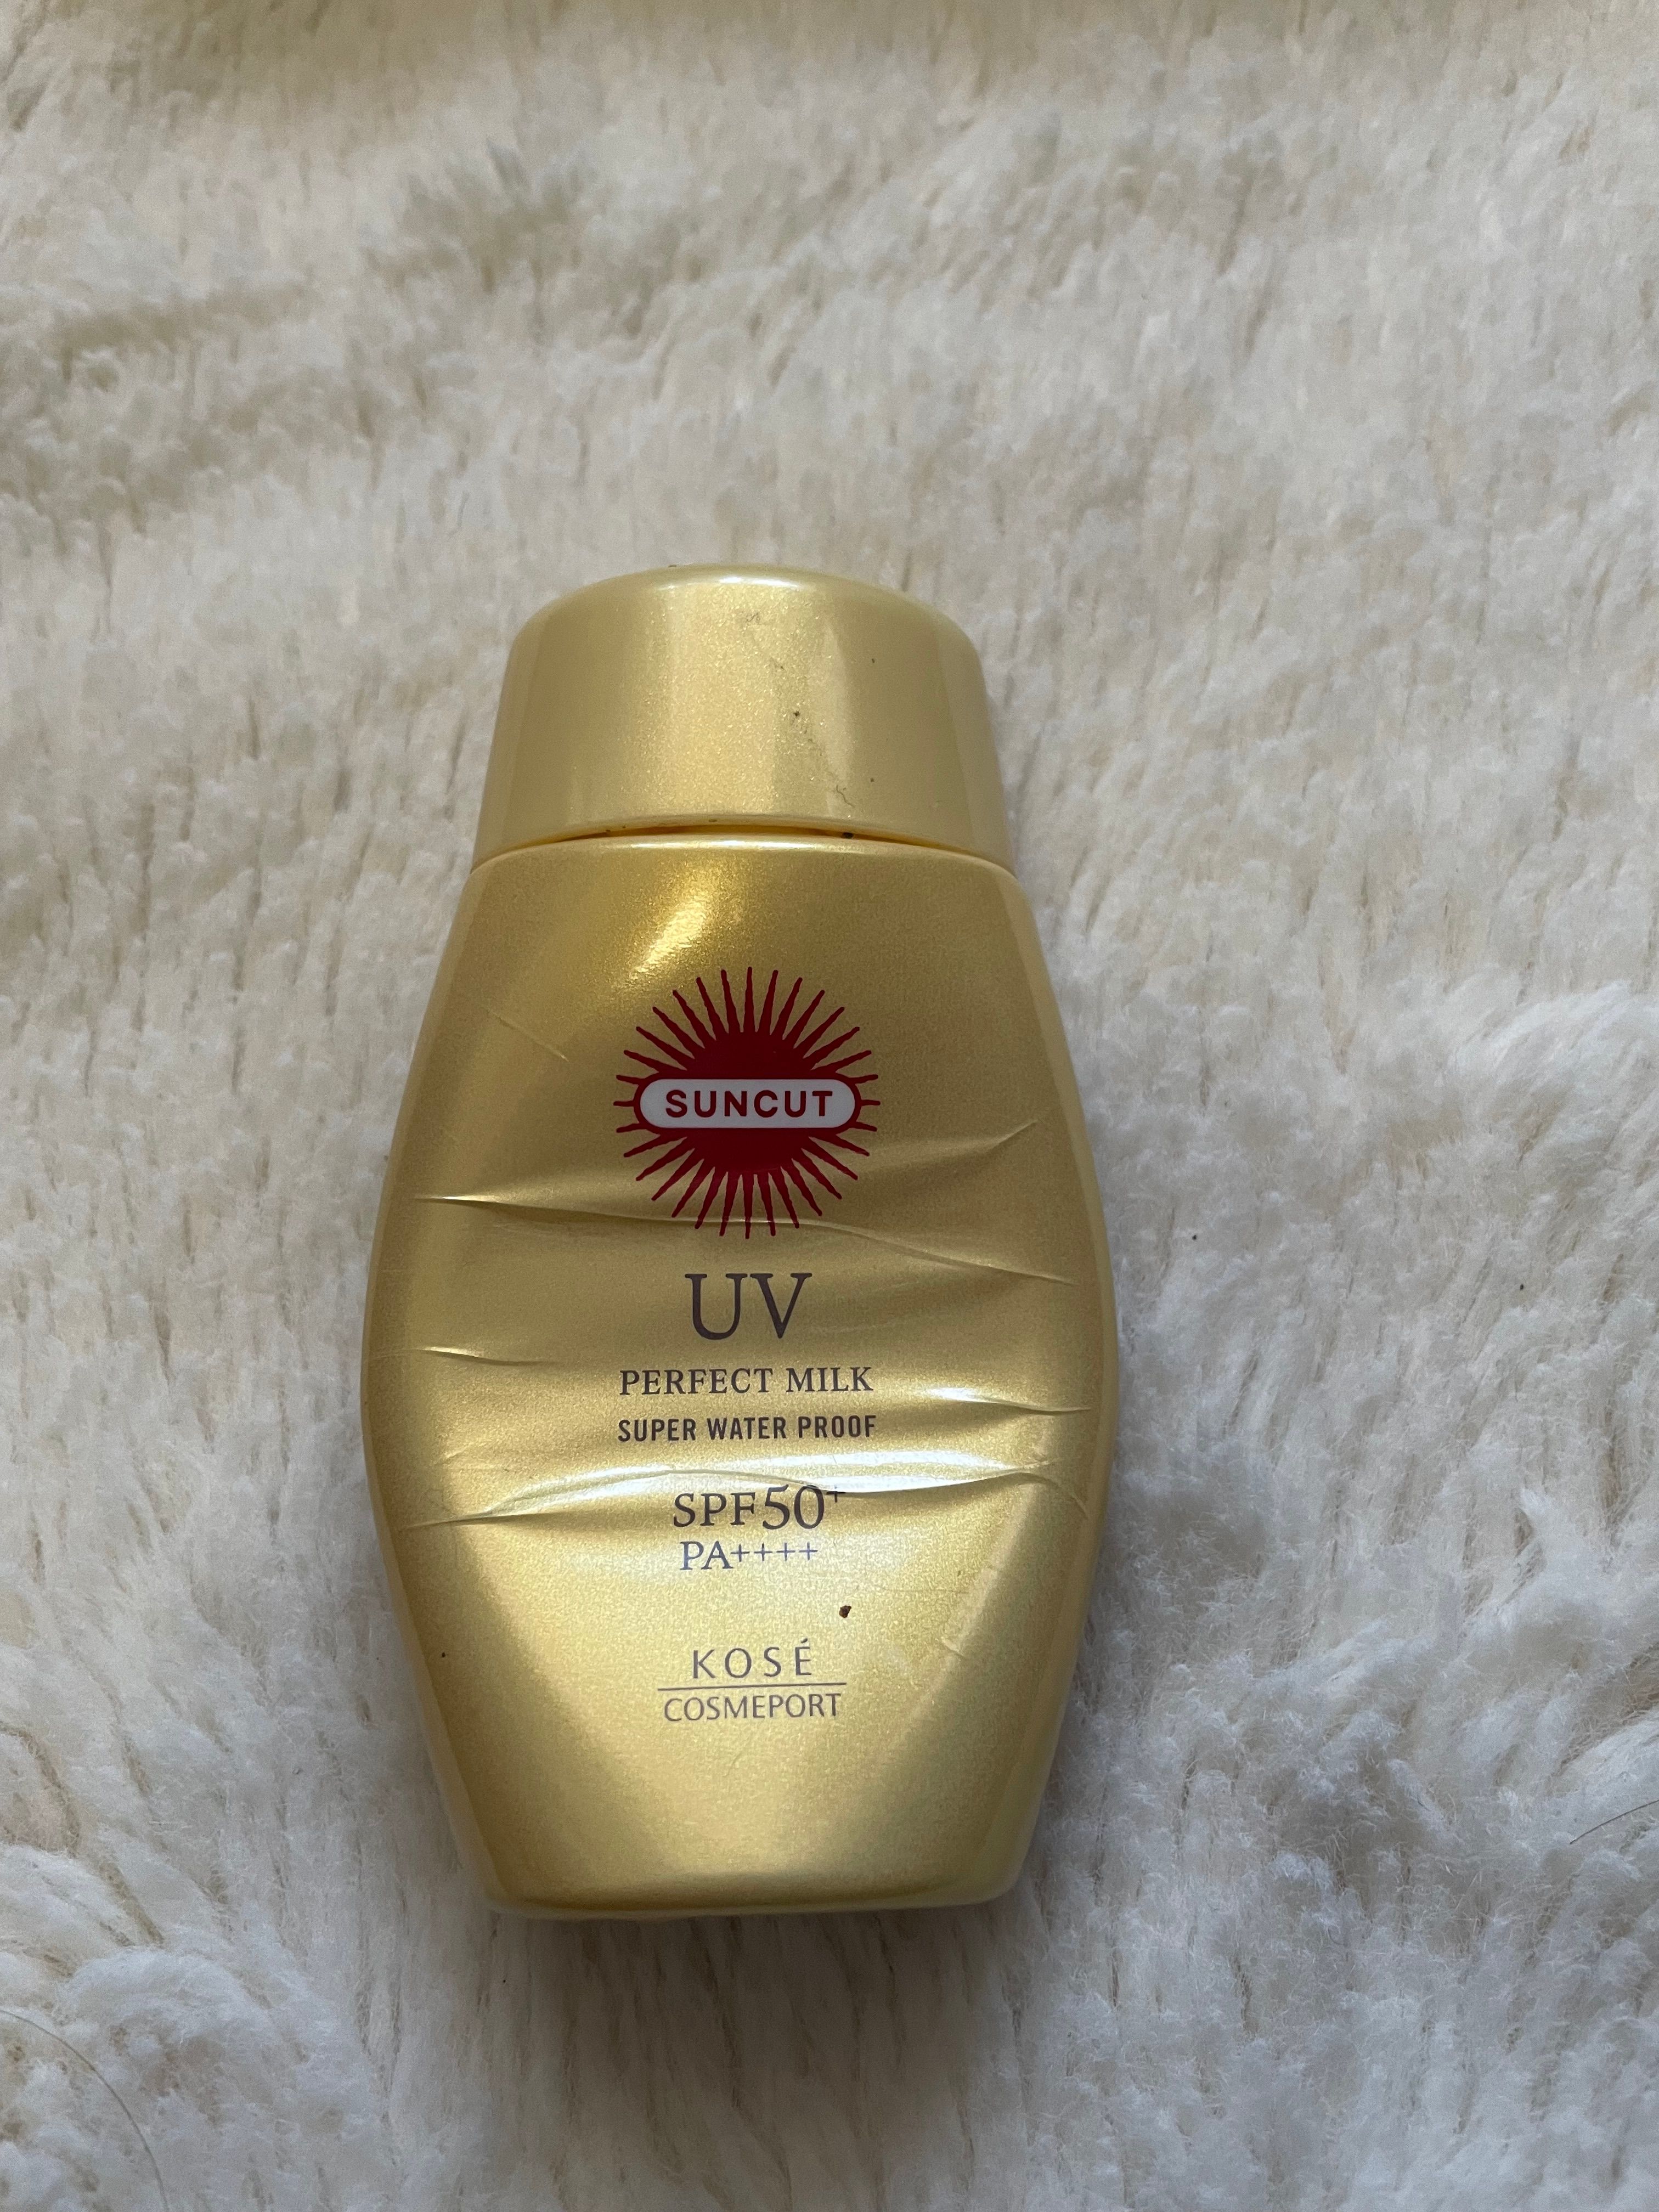 SUNCUT
UV
PERFECT MILK
SUPER WATER PROOF
SPF50+
PA++++
KOSÉ
COSMEPORT